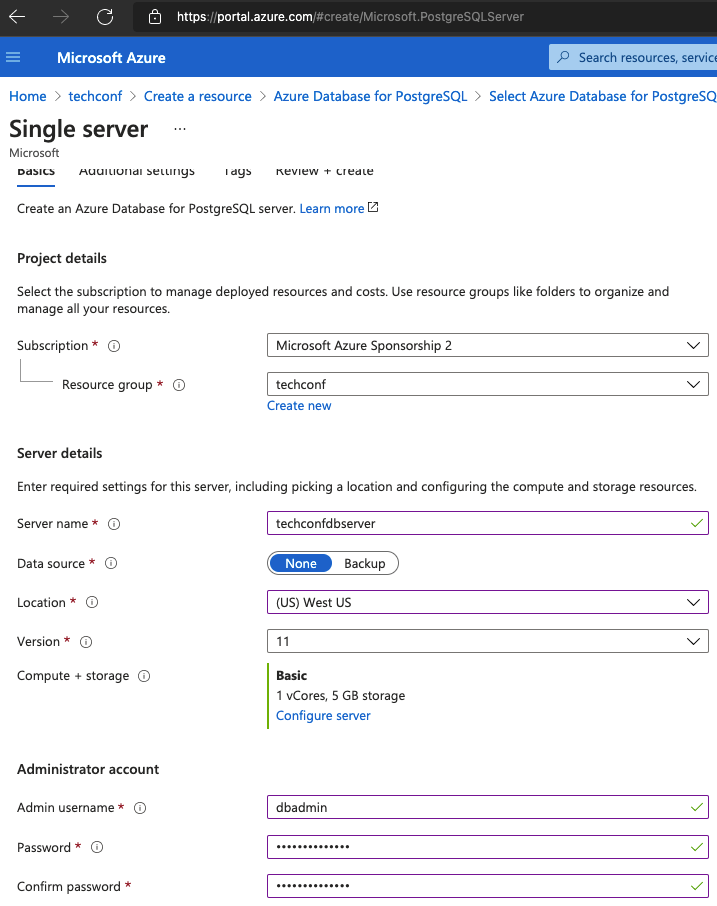 https://portal.azure.com/#create/Microsoft.PostgreSQLServer
Microsoft Azure
Search resources, service
Home > techconf > Create a resource > Azure Database for PostgreSQL > Select Azure Database for PostgreSQ
Single server ...
Microsoft
Basics Additional settings Tags Review + create
Create an Azure Database for PostgreSQL server. Learn more
Project details
Select the subscription to manage deployed resources and costs. Use resource groups like folders to organize and
manage all your resources.
Subscription * Microsoft Azure Sponsorship 2
Resource group * techconf
Create new
Server details
Enter required settings for this server, including picking a location and configuring the compute and storage resources.
Server name * techconfdbserver
Data source * None Backup
Location * (US) West US
Version * 11
Compute + storage Basic
1 vCores, 5 GB storage
Configure server
Administrator account
Admin username * dbadmin
Password * ••••••••••••••
Confirm password * ••••••••••••••